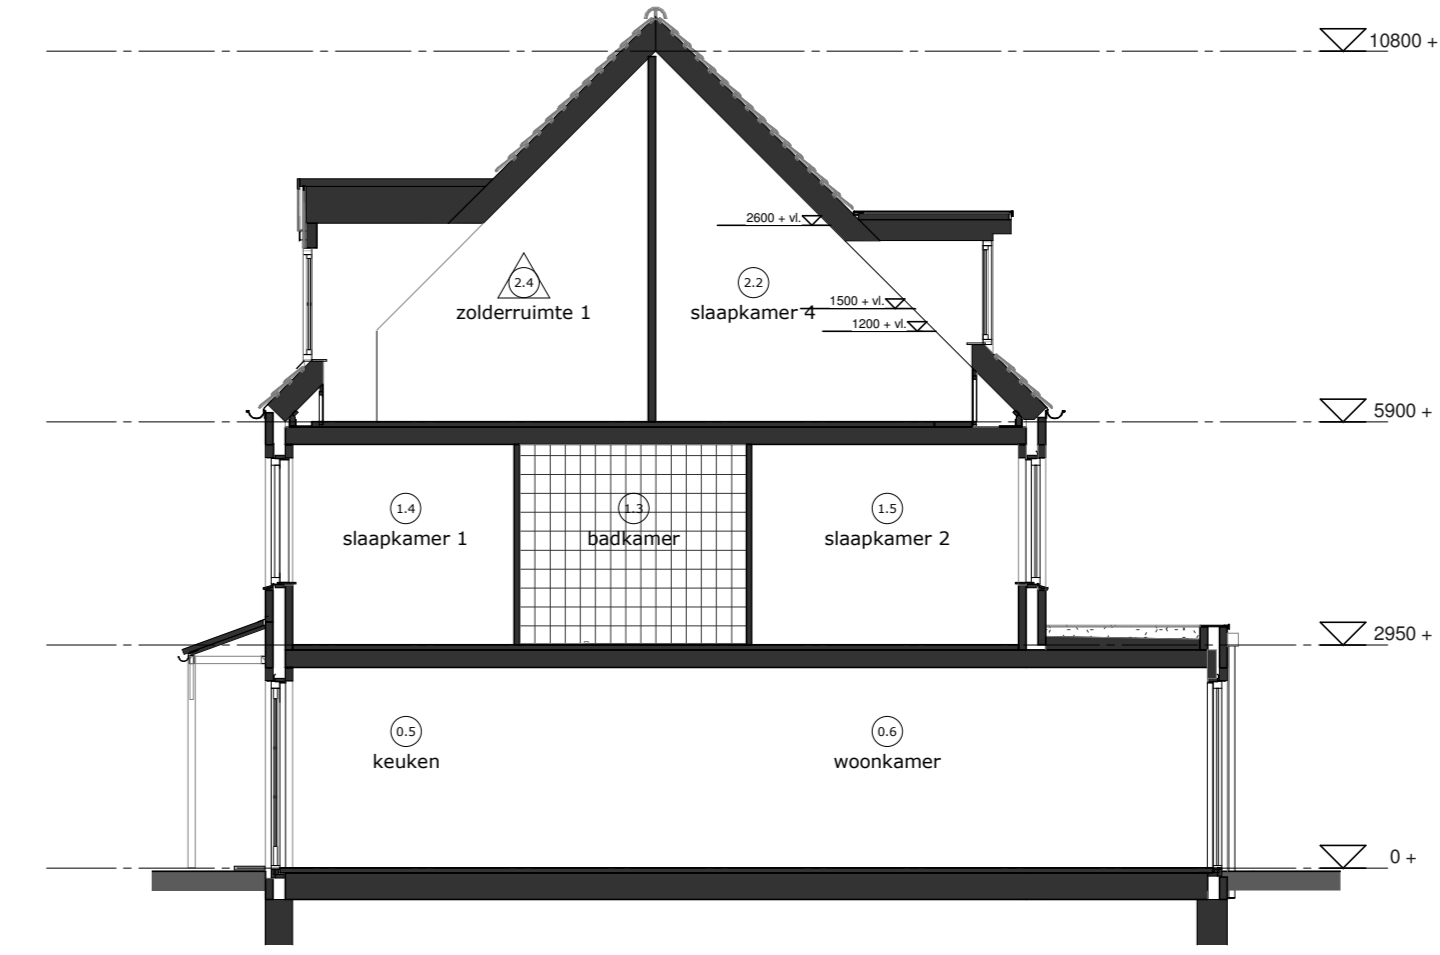 10800 +
2600 + vl.
2.4
zolderruimte 1
2.2
slaapkamer 4
1500 + vl.
1200 + vl.
5900 +
1.4
slaapkamer 1
1.3
badkamer
1.5
slaapkamer 2
2950 +
0.5
keuken
0.6
woonkamer
0 +